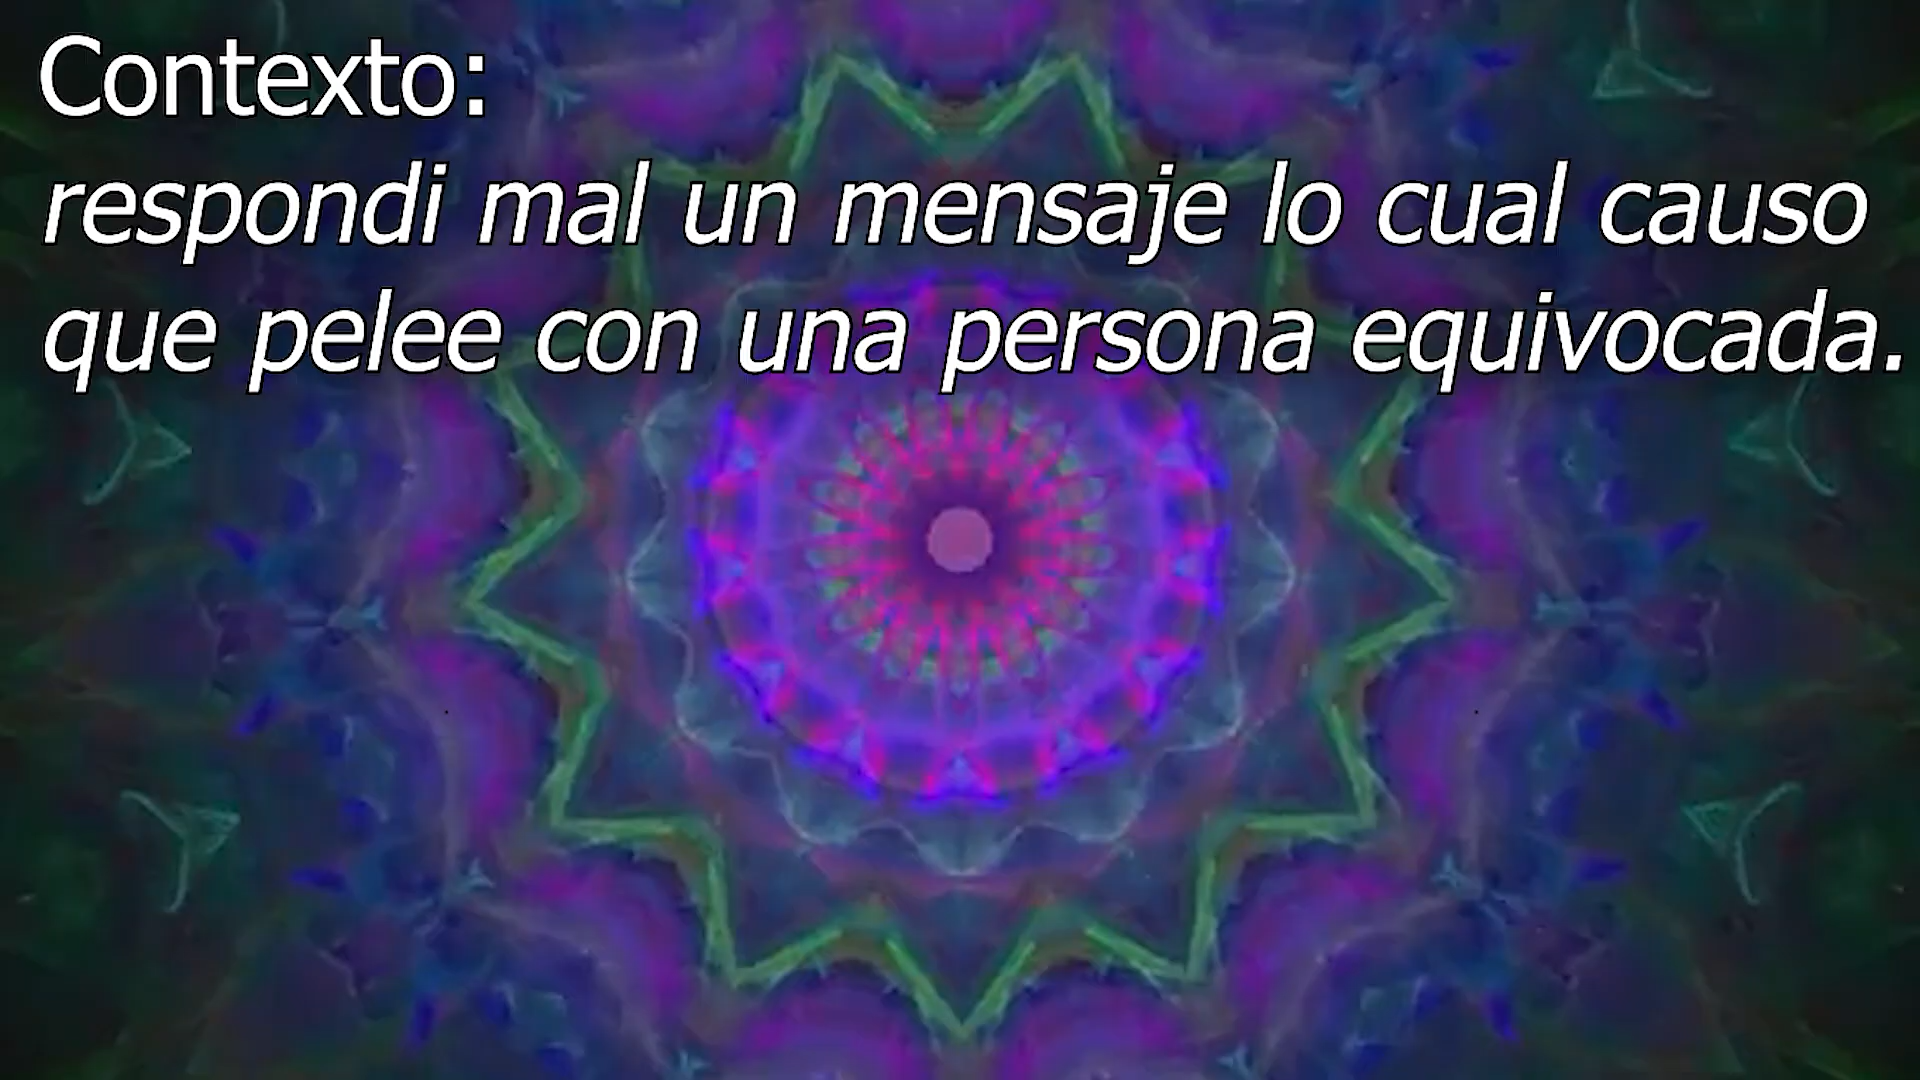 Contexto:
respondi mal un mensaje lo cual causo
que pelee con una persona equivocada.